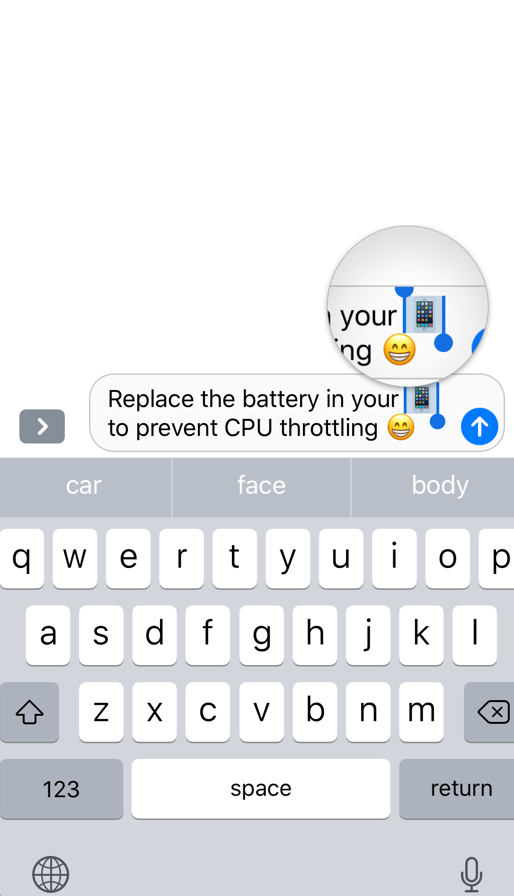 your📱
ing 😁
Replace the battery in your📱
to prevent CPU throttling 😁
car face body
q w e r t y u i o p
a s d f g h j k l
z x c v b n m
123 space return